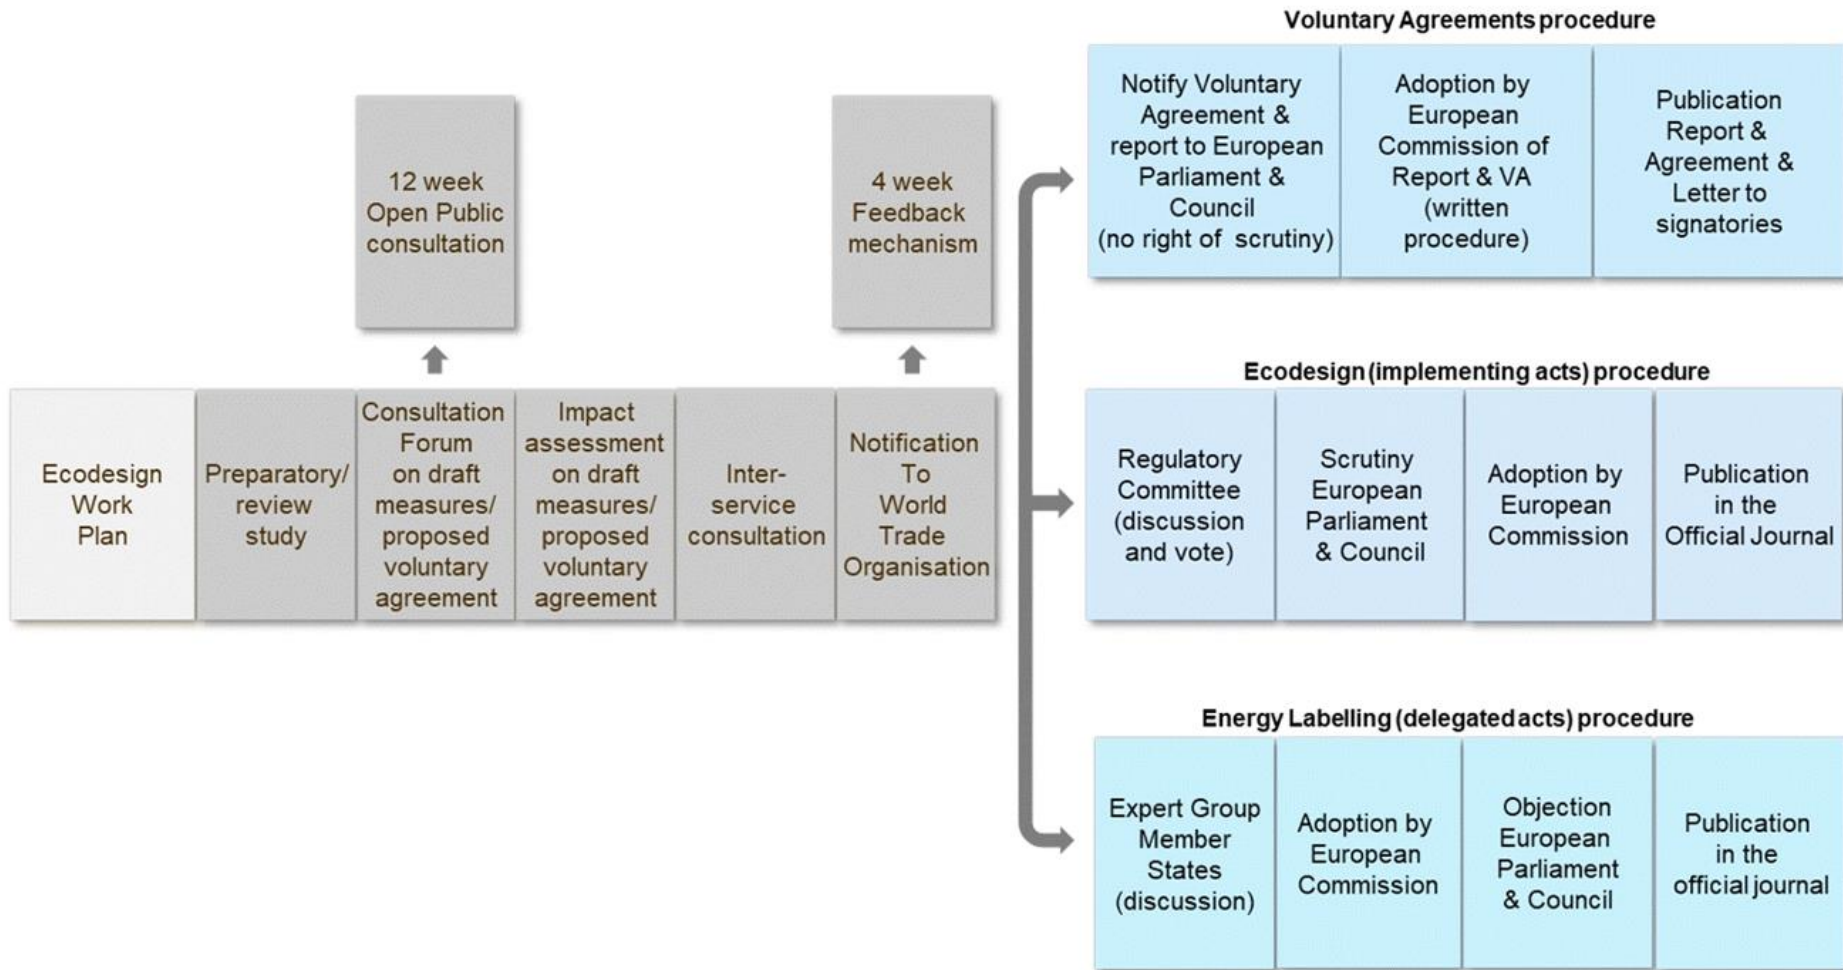 Voluntary Agreements procedure
12 week
Open Public
consultation
4 week
Feedback
mechanism
Notify Voluntary
Agreement &
report to European
Parliament &
Council
(no right of scrutiny)
Adoption by
European
Commission of
Report & VA
(written
procedure)
Publication
Report &
Agreement &
Letter to
signatories
Ecodesign
Work
Plan
Preparatory/
review
study
Consultation
Forum
on draft
measures/
proposed
voluntary
agreement
Impact
assessment
on draft
measures/
proposed
voluntary
agreement
Inter-
service
consultation
Notification
To
World
Trade
Organisation
Ecodesign (implementing acts) procedure
Regulatory
Committee
(discussion
and vote)
Scrutiny
European
Parliament
& Council
Adoption by
European
Commission
Publication
in the
Official Journal
Energy Labelling (delegated acts) procedure
Expert Group
Member
States
(discussion)
Adoption by
European
Commission
Objection
European
Parliament
& Council
Publication
in the
official journal